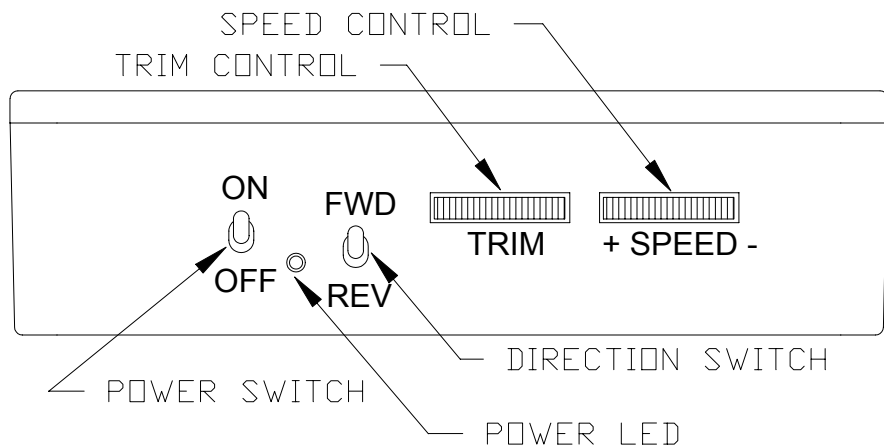 SPEED CONTROL
TRIM CONTROL
ON
FWD
TRIM
+ SPEED -
OFF
REV
DIRECTION SWITCH
POWER SWITCH
POWER LED